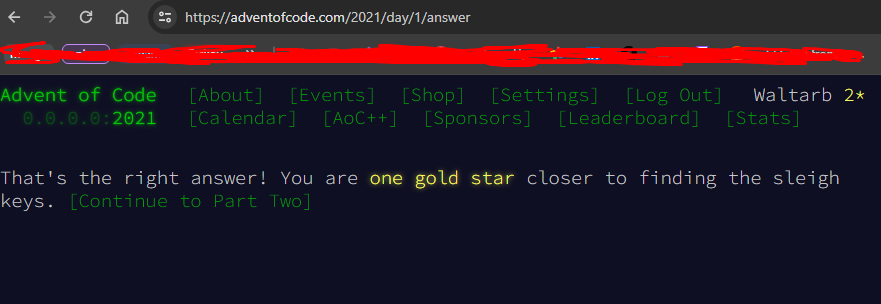 https://adventofcode.com/2021/day/1/answer
Advent of Code [About] [Events] [Shop] [Settings] [Log Out] Waltarb 2*
0.0.0.0:2021 [Calendar] [AoC++] [Sponsors] [Leaderboard] [Stats]
That's the right answer! You are one gold star closer to finding the sleigh
keys. [Continue to Part Two]